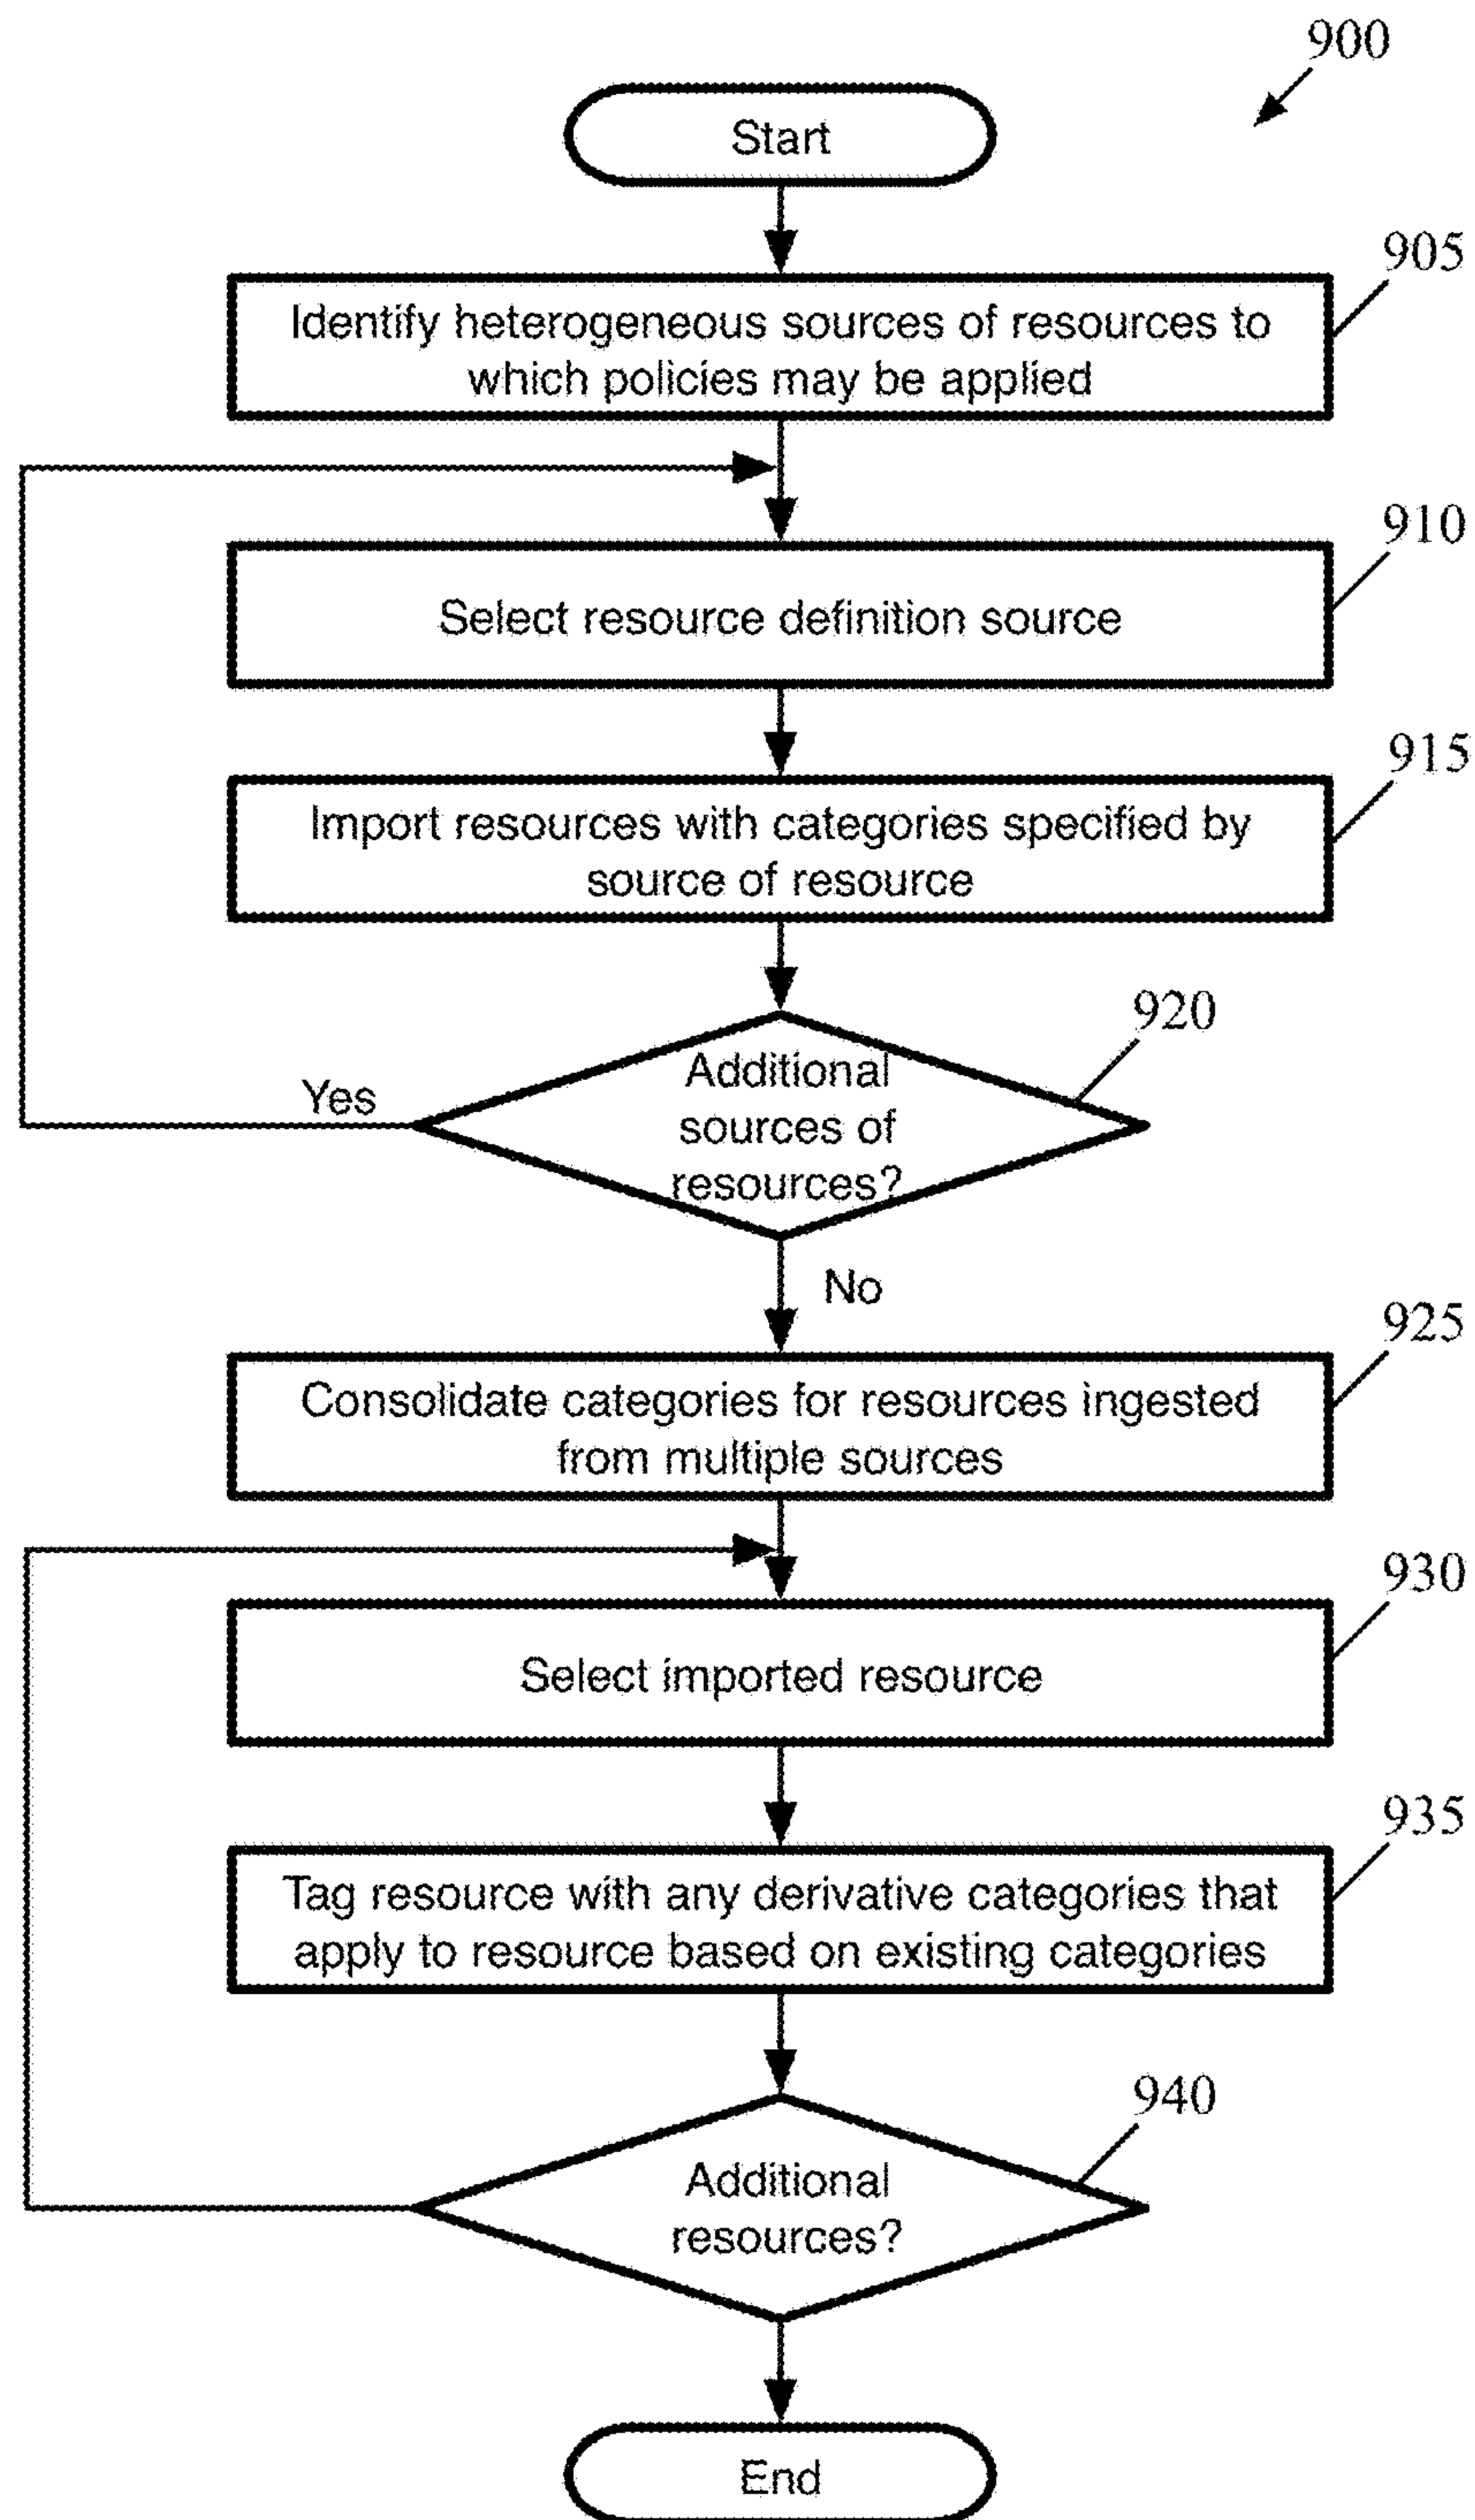 900
Start
905
Identify heterogeneous sources of resources to
which policies may be applied
910
Select resource definition source
915
Import resources with categories specified by
source of resource
920
Additional
sources of
resources?
Yes
No
925
Consolidate categories for resources ingested
from multiple sources
930
Select imported resource
935
Tag resource with any derivative categories that
apply to resource based on existing categories
940
Additional
resources?
End